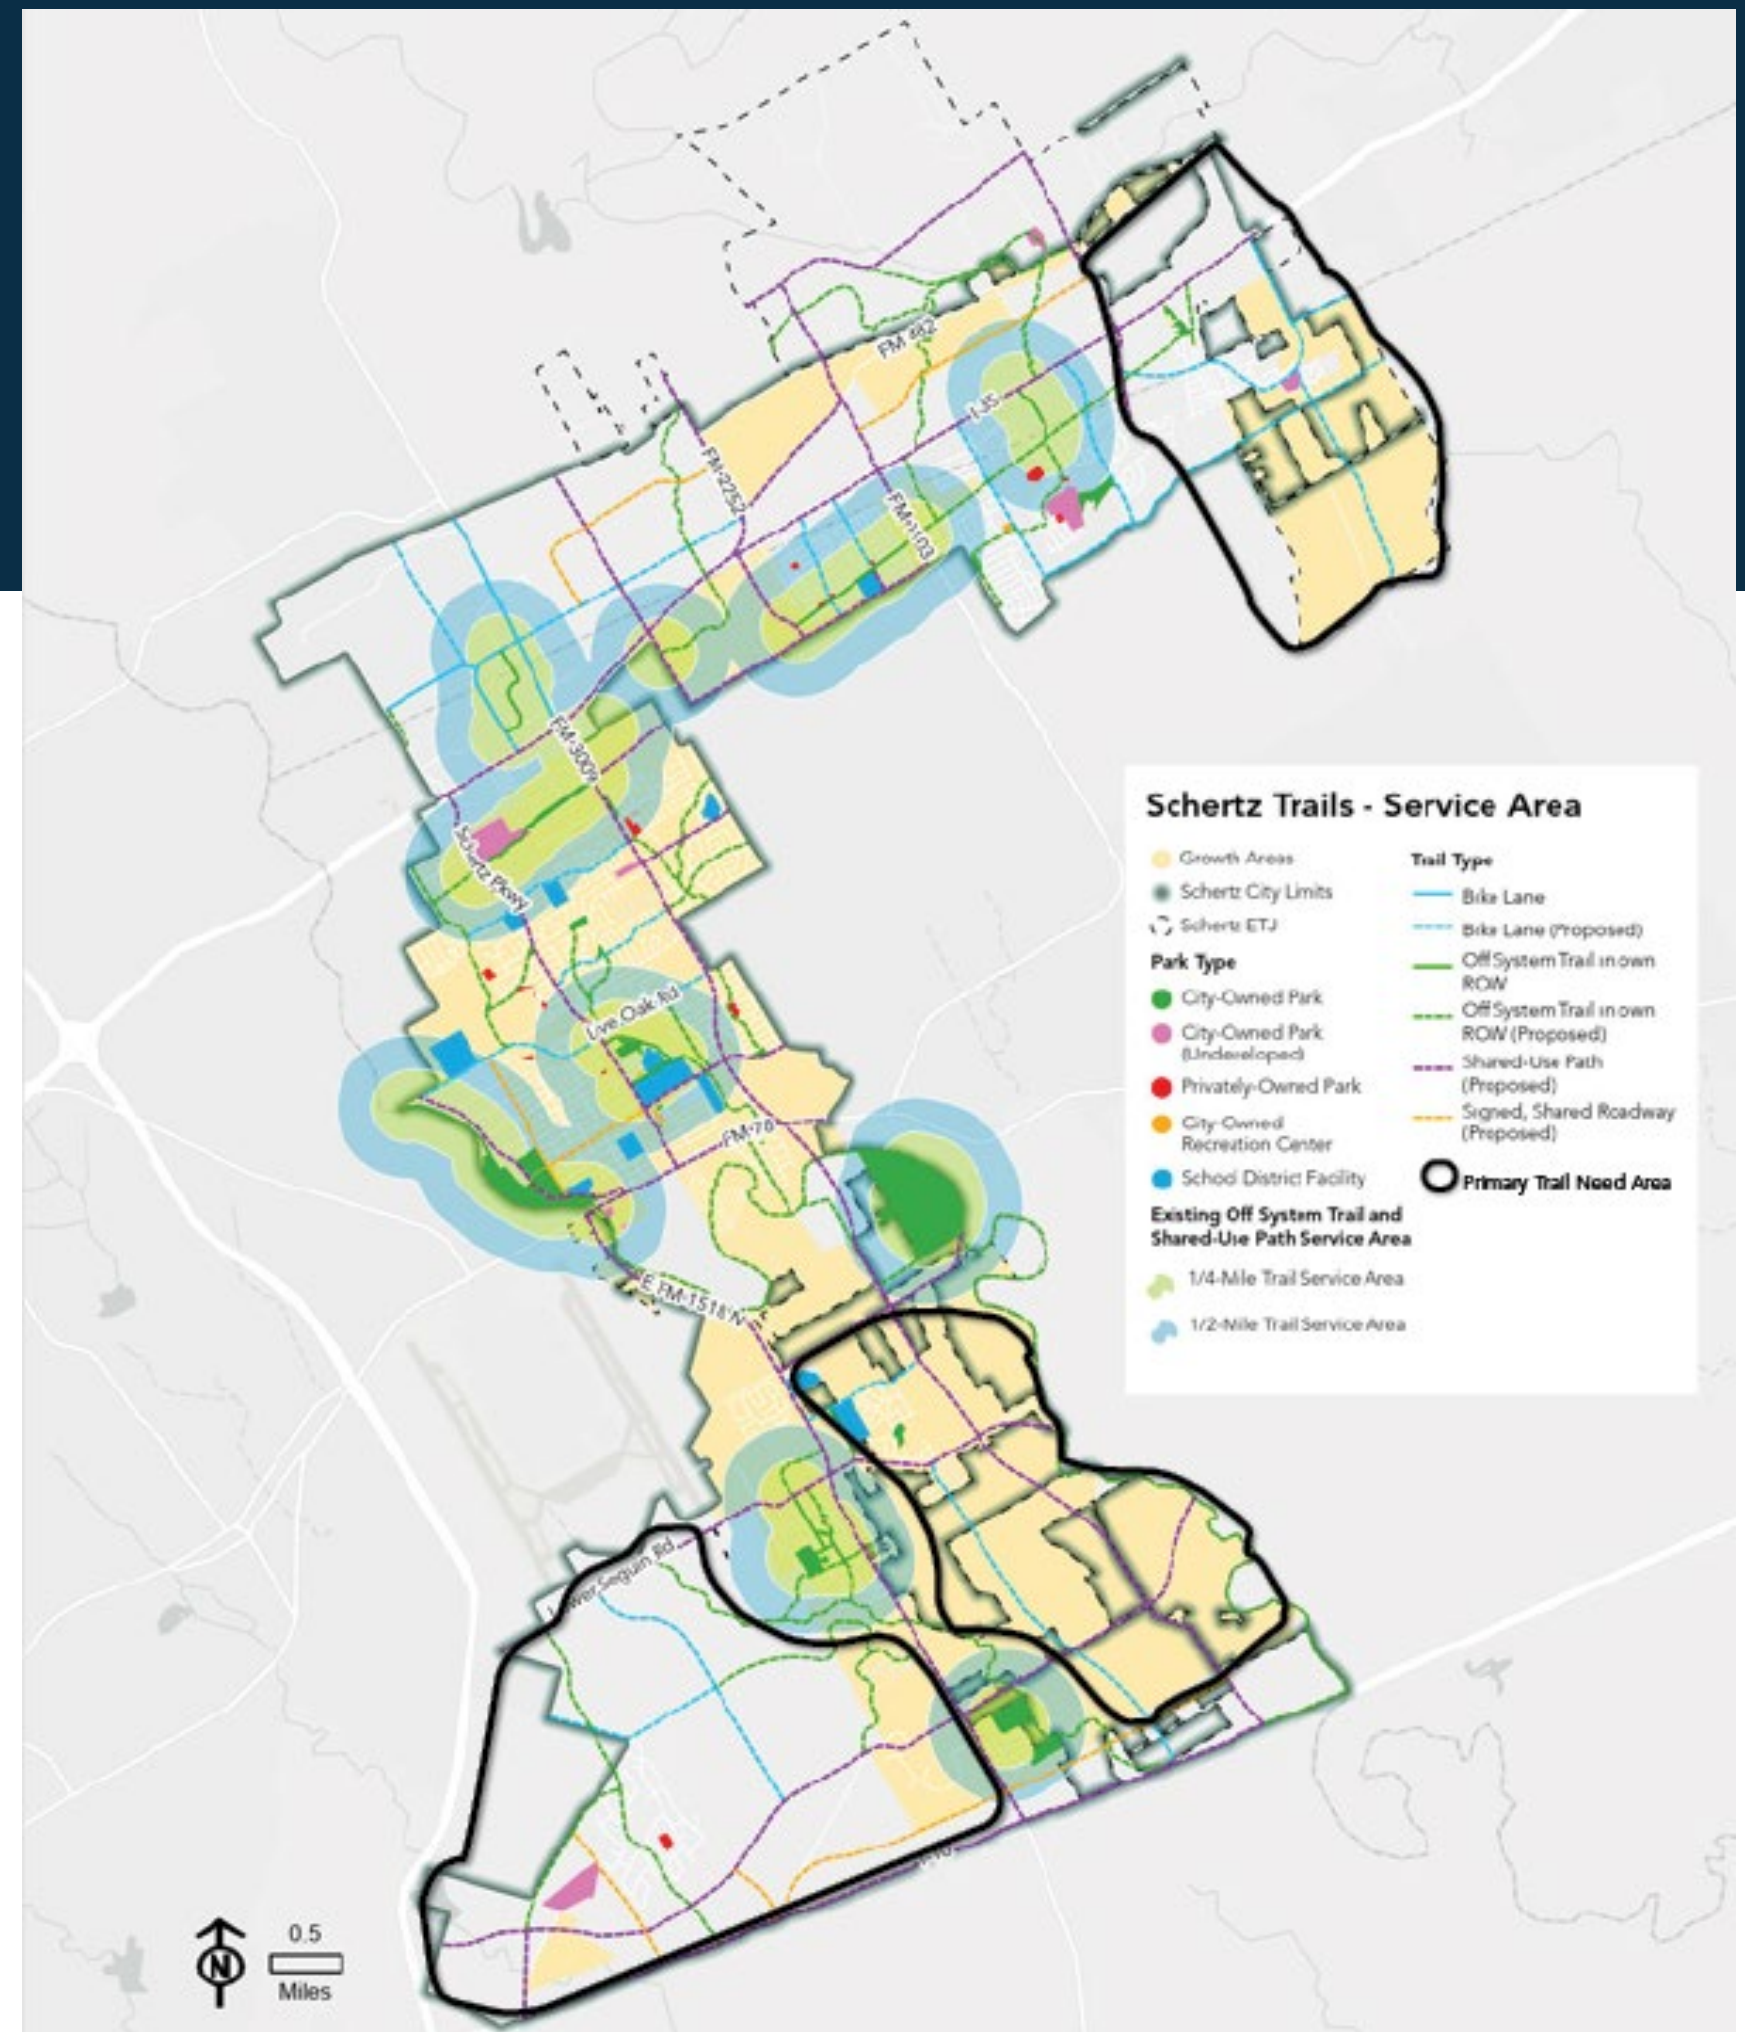 FM 482
I-35
FM-2252
FM-1103
FM-3009
Schertz Pkwy
Live Oak Rd
FM-78
E FM-1518 N
Lower Seguin Rd
I-10
Schertz Trails - Service Area
Growth Areas
Schertz City Limits
Schertz ETJ
Park Type
City-Owned Park
City-Owned Park
(Undereloped)
Privately-Owned Park
City-Owned
Recreation Center
School District Facility
Existing Off System Trail and
Shared-Use Path Service Area
1/4-Mile Trail Service Area
1/2-Mile Trail Service Area
Trail Type
Bike Lane
Bike Lane (Proposed)
Off System Trail in own
ROW
Off System Trail in own
ROW (Proposed)
Shared-Use Path
(Proposed)
Signed, Shared Roadway
(Proposed)
Primary Trail Need Area
N
0.5
Miles